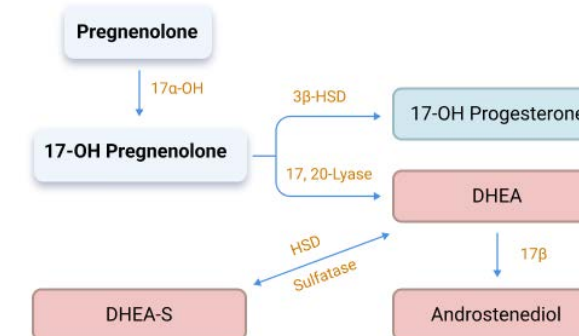 Pregnenolone
17α-OH
3β-HSD
17-OH Progesterone
17-OH Pregnenolone
17, 20-Lyase
DHEA
HSD
17β
Sulfatase
DHEA-S
Androstenediol